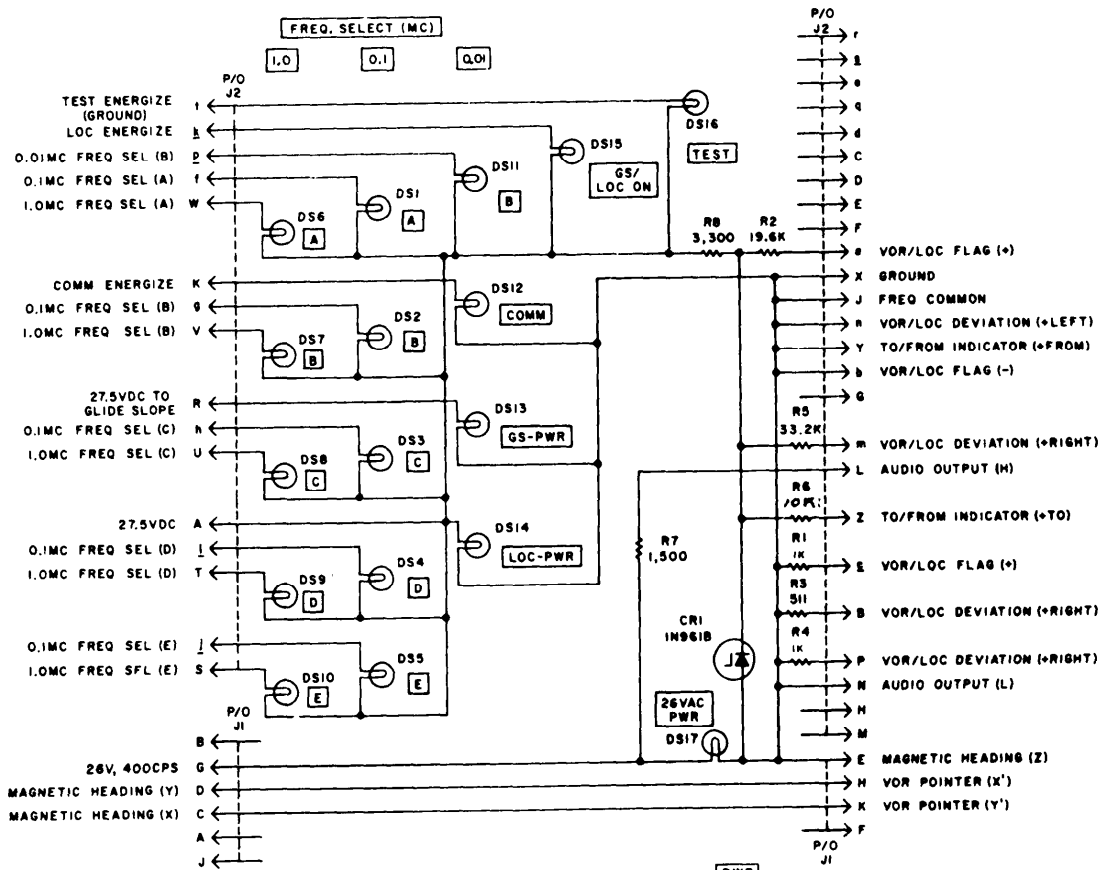 FREQ. SELECT (MC)
1.0
0.1
0.01
P/O
J2
TEST ENERGIZE
(GROUND)
t
LOC ENERGIZE k
0.01MC FREQ SEL (B) p
0.1MC FREQ SEL (A) f
1.0MC FREQ SEL (A) W
DS6
A
DS1
A
DS11
B
DS15
GS/
LOC ON
DS16
TEST
COMM ENERGIZE K
0.1MC FREQ SEL (B) g
1.0MC FREQ SEL (B) V
DS7
B
DS2
B
DS12
COMM
27.5VDC TO
GLIDE SLOPE
R
0.1MC FREQ SEL (C) h
1.0MC FREQ SEL (C) U
DS8
C
DS3
C
DS13
GS-PWR
27.5VDC A
0.1MC FREQ SEL (D) i
1.0MC FREQ SEL (D) T
DS9
D
DS4
D
DS14
LOC-PWR
0.1MC FREQ SEL (E) j
1.0MC FREQ SFL (E) S
DS10
E
DS5
E
P/O
J1
B
26V, 400CPS G
MAGNETIC HEADING (Y) D
MAGNETIC HEADING (X) C
A
J
R8
3,300
R2
19.6K
R7
1,500
CR1
1N961B
26VAC
PWR
DS17
R5
33.2K
R6
10K
R1
1K
R3
511
R4
1K
P/O
J2
r
s
e
q
d
C
D
E
F
a VOR/LOC FLAG (+)
X GROUND
J FREQ COMMON
n VOR/LOC DEVIATION (+LEFT)
Y TO/FROM INDICATOR (+FROM)
b VOR/LOC FLAG (-)
G
m VOR/LOC DEVIATION (+RIGHT)
L AUDIO OUTPUT (H)
Z TO/FROM INDICATOR (+TO)
c VOR/LOC FLAG (+)
B VOR/LOC DEVIATION (+RIGHT)
P VOR/LOC DEVIATION (+RIGHT)
N AUDIO OUTPUT (L)
H
M
E MAGNETIC HEADING (Z)
H VOR POINTER (X')
K VOR POINTER (Y')
F
P/O
J1